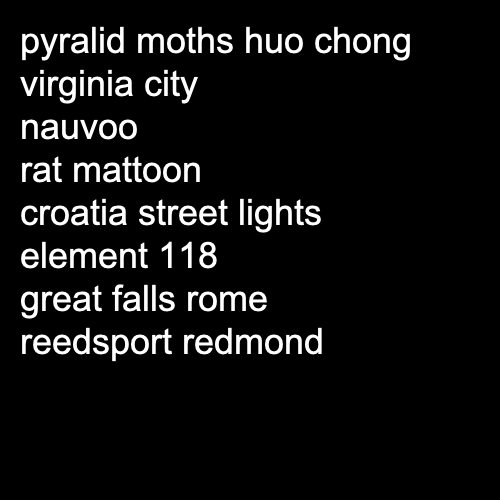 pyralid moths huo chong
virginia city
nauvoo
rat mattoon
croatia street lights
element 118
great falls rome
reedsport redmond